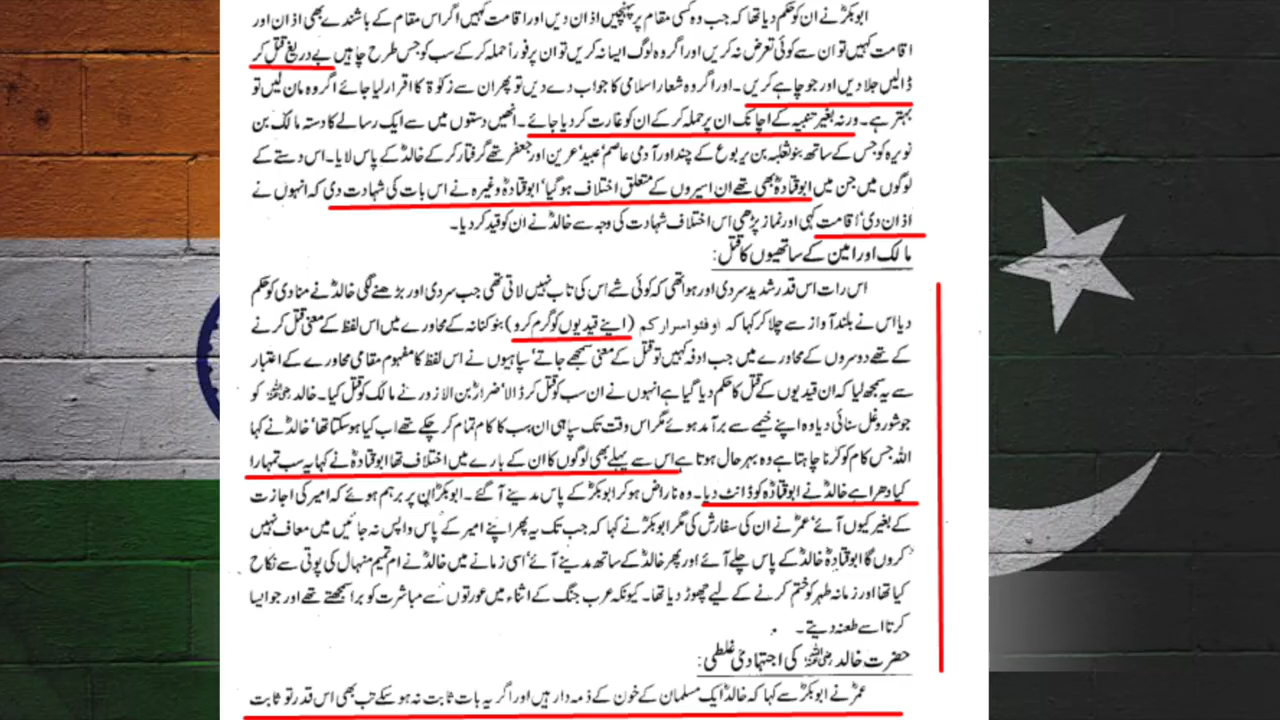 ابوبکرؓ نے ان کو حکم دیا تھا کہ جب وہ کسی مقام پر پہنچیں اذان دیں اور اقامت کہیں اگر اس مقام کے باشندے بھی اذان اور
اقامت کہیں تو ان سے کوئی تعرض نہ کریں اور اگر وہ لوگ ایسا نہ کریں تو ان پر فوراً حملہ کر کے سب کو جس طرح چاہیں بے دریغ قتل کر
ڈالیں جلا دیں اور جو چاہے کریں۔ اور اگر وہ شعار اسلامی کا جواب دے دیں تو پھر ان سے زکوٰۃ کا اقرار لیا جائے اگر وہ مان لیں تو
بہتر ہے۔ ورنہ بغیر تنبیہ کے اچانک ان پر حملہ کر کے ان کو غارت کر دیا جائے۔ انھیں دستوں میں سے ایک رسالے کا دستہ مالک بن
نویرہ کو جس کے ساتھ بنو ثعلبہ بن یربوع کے چند اور آدمی عاصم' عبید' عرین اور جعفر تھے گرفتار کر کے خالدؓ کے پاس لایا۔ اس دستے کے
لوگوں میں جن میں ابوقتادہؓ بھی تھے ان اسیروں کے متعلق اختلاف ہو گیا' ابوقتادہؓ وغیرہ نے اس بات کی شہادت دی کہ انہوں نے
اذان دی' اقامت کہی اور نماز پڑھی اس اختلاف شہادت کی وجہ سے خالدؓ نے ان کو قید کر دیا۔
مالک اور امین کے ساتھیوں کا قتل:
اس رات اس قدر شدید سردی اور ہوا تھی کہ کوئی شے اس کی تاب نہیں لاتی تھی جب سردی اور بڑھنے لگی خالدؓ نے منادی کو حکم
دیا اس نے بلند آواز سے چلا کر کہا کہ ادفئو اسرار کم (اپنے قیدیوں کو گرم کرو) بنو کنانہ کے محاورے میں اس لفظ کے معنی قتل کرنے
کے تھے دوسروں کے محاورے میں جب ادفہ کہیں تو قتل کے معنی سمجھے جاتے' سپاہیوں نے اس لفظ کا مفہوم مقامی محاورے کے اعتبار
سے یہ سمجھ لیا کہ ان قیدیوں کے قتل کا حکم دیا گیا ہے انہوں نے ان سب کو قتل کر ڈالا' ضرارؓ بن الازور نے مالک کو قتل کیا۔ خالد رضی اللہ عنہ کو
جو شور و غل سنائی دیا وہ اپنے خیمے سے برآمد ہوئے مگر اس وقت تک سپاہی ان سب کا کام تمام کر چکے تھے اب کیا ہو سکتا تھا' خالدؓ نے کہا
اللہ جس کام کو کرنا چاہتا ہے وہ بہر حال ہوتا ہے اس سے پہلے بھی لوگوں کا ان کے بارے میں اختلاف تھا ابوقتادہؓ نے کہا یہ سب تمہارا
کیا دھرا ہے خالدؓ نے ابوقتادہؓ کو ڈانٹ دیا۔ وہ ناراض ہو کر ابوبکرؓ کے پاس مدینے آ گئے۔ ابوبکرؓ ان پر برہم ہوئے کہ امیر کی اجازت
کے بغیر کیوں آئے' عمرؓ نے ان کی سفارش کی مگر ابوبکرؓ نے کہا کہ جب تک یہ پھر اپنے امیر کے پاس واپس نہ جائیں میں معاف نہیں
کروں گا ابوقتادہؓ خالدؓ کے پاس چلے آئے اور پھر خالدؓ کے ساتھ مدینے آئے' اسی زمانے میں خالدؓ نے ام تمیم منہال کی پوتی سے نکاح
کیا تھا اور زمانہ طہر کو ختم کرنے کے لیے چھوڑ دیا تھا۔ کیونکہ عرب جنگ کے اثناء میں عورتوں سے مباشرت کو برا سمجھتے تھے اور جو ایسا
کرتا اسے طعنہ دیتے۔
حضرت خالد رضی اللہ عنہ کی اجتہادی غلطی:
عمرؓ نے ابوبکرؓ سے کہا کہ خالدؓ ایک مسلمان کے خون کے ذمہ دار ہیں اور اگر یہ بات ثابت نہ ہو سکے تب بھی اس قدر تو ثابت